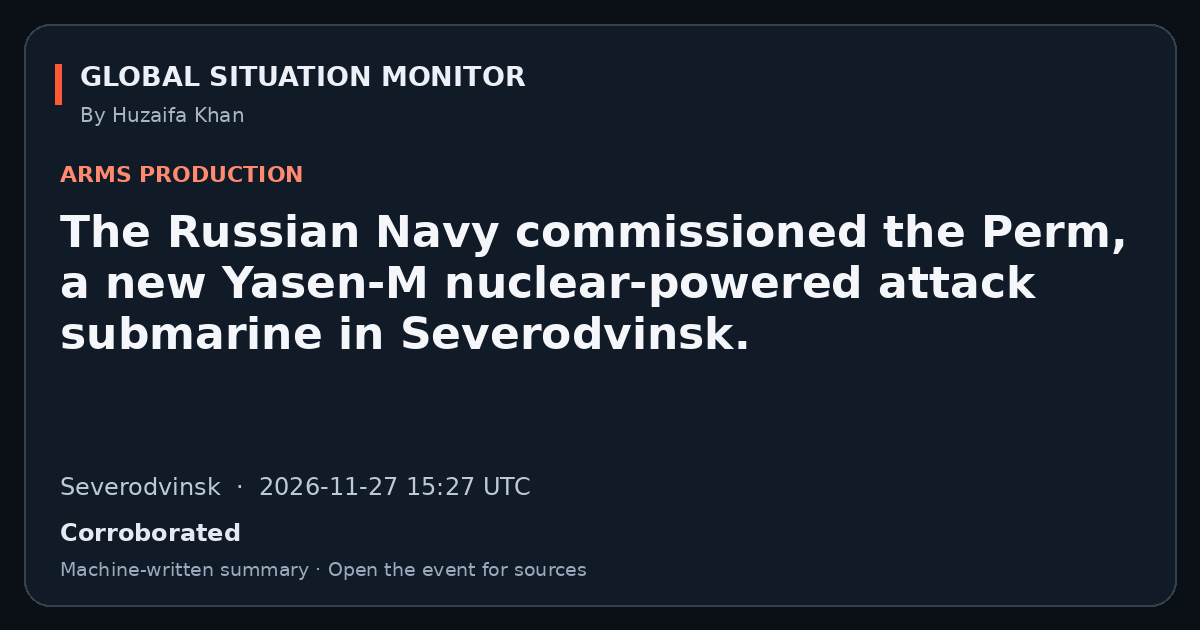 GLOBAL SITUATION MONITOR
By Huzaifa Khan
ARMS PRODUCTION
The Russian Navy commissioned the Perm,
a new Yasen-M nuclear-powered attack
submarine in Severodvinsk.
Severodvinsk · 2026-11-27 15:27 UTC
Corroborated
Machine-written summary · Open the event for sources